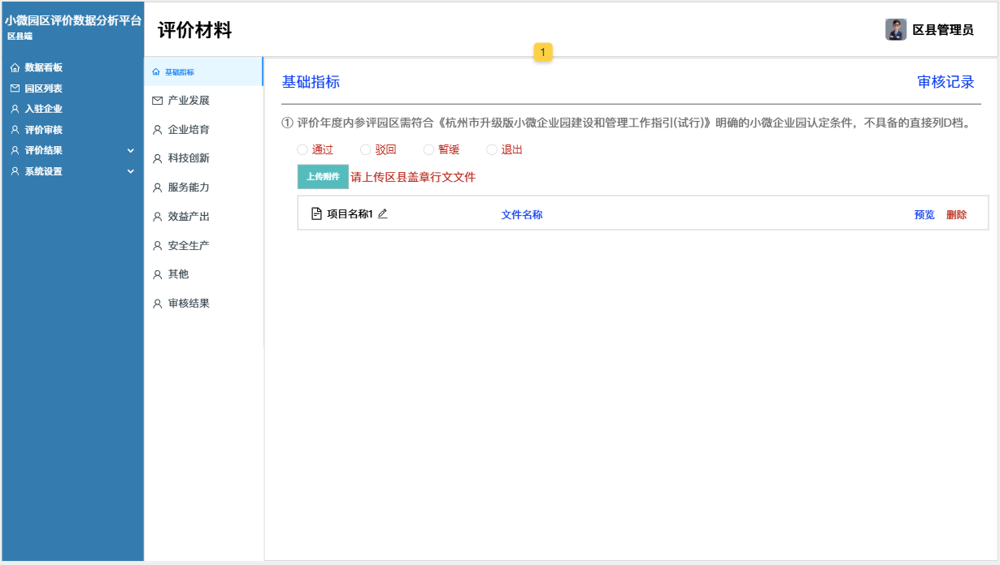 小微园区评价数据分析平台
区县端
评价材料
区县管理员
1
数据看板
园区列表
入驻企业
评价审核
评价结果
系统设置
基础指标
产业发展
企业培育
科技创新
服务能力
效益产出
安全生产
其他
审核结果
基础指标 审核记录
① 评价年度内参评园区需符合《杭州市升级版小微企业园建设和管理工作指引(试行)》明确的小微企业园认定条件，不具备的直接列D档。
通过 驳回 暂缓 退出
上传附件 请上传区县盖章行文文件
项目名称1 文件名称 预览 删除